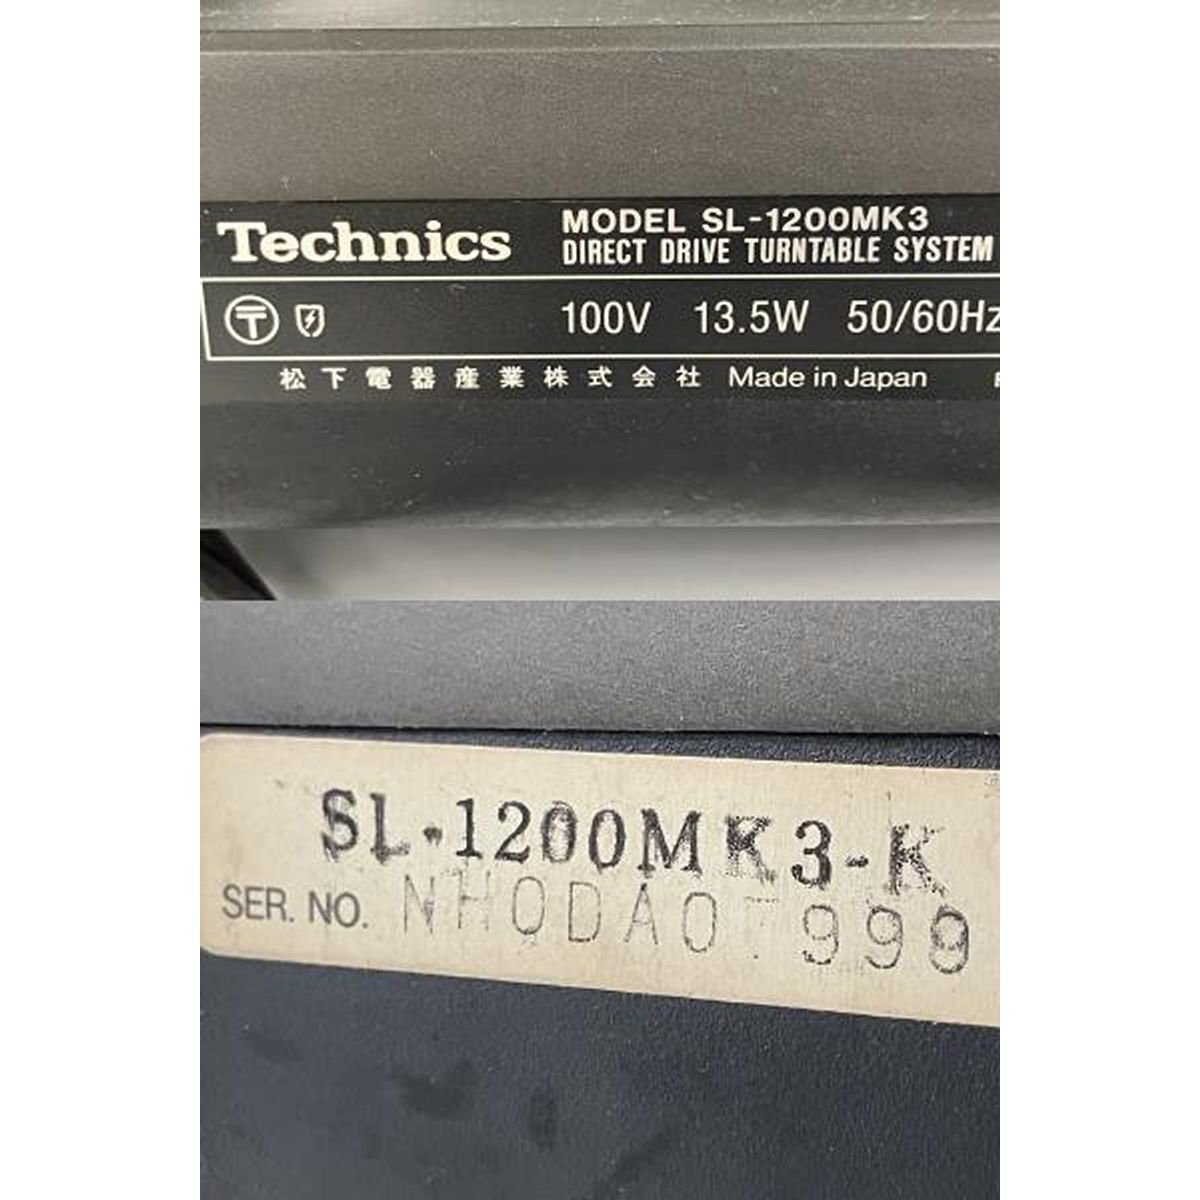 Technics
MODEL SL-1200MK3
DIRECT DRIVE TURNTABLE SYSTEM
100V 13.5W 50/60Hz
松下電器産業株式会社 Made in Japan
SL-1200MK3-K
SER. NO.